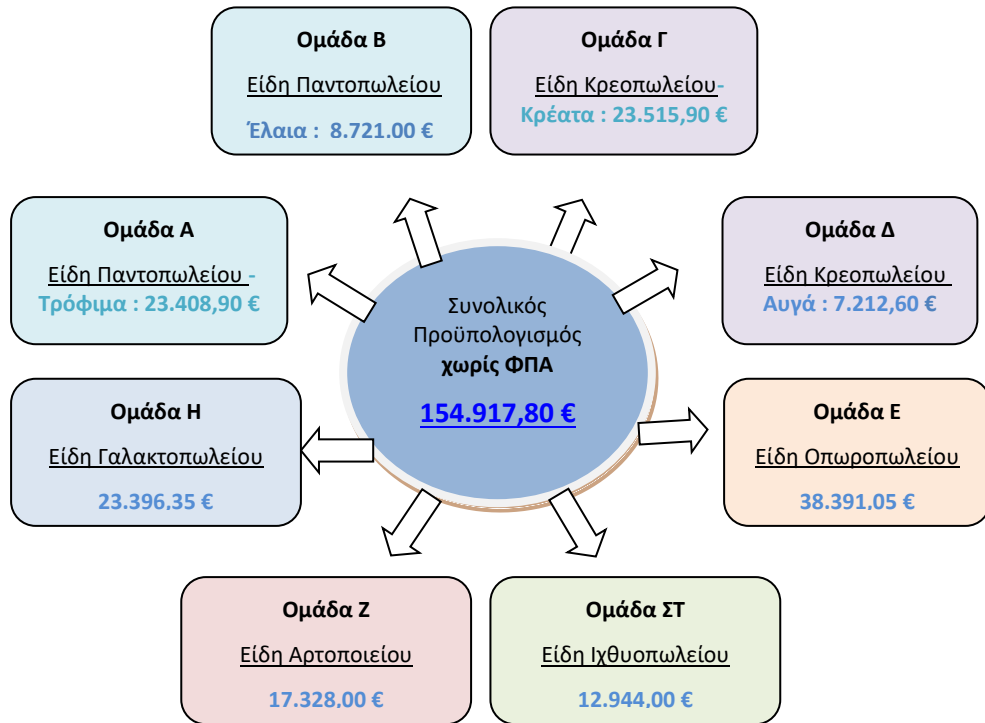 Ομάδα Β
Είδη Παντοπωλείου
Έλαια : 8.721.00 €
Ομάδα Γ
Είδη Κρεοπωλείου-
Κρέατα : 23.515,90 €
Ομάδα Α
Είδη Παντοπωλείου -
Τρόφιμα : 23.408,90 €
Συνολικός
Προϋπολογισμός
χωρίς ΦΠΑ
154.917,80 €
Ομάδα Δ
Είδη Κρεοπωλείου
Αυγά : 7.212,60 €
Ομάδα Η
Είδη Γαλακτοπωλείου
23.396,35 €
Ομάδα Ε
Είδη Οπωροπωλείου
38.391,05 €
Ομάδα Ζ
Είδη Αρτοποιείου
17.328,00 €
Ομάδα ΣΤ
Είδη Ιχθυοπωλείου
12.944,00 €